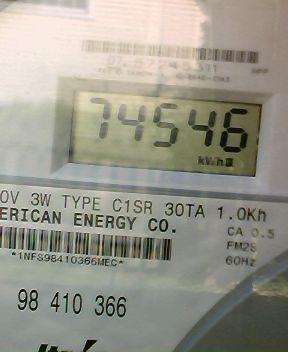 74546
kWh
0V 3W TYPE C1SR 30TA 1.0Kh
ERICAN ENERGY CO.
CA 0.5
*1NFS98410366MEC*
FM2S
60Hz
98 410 366